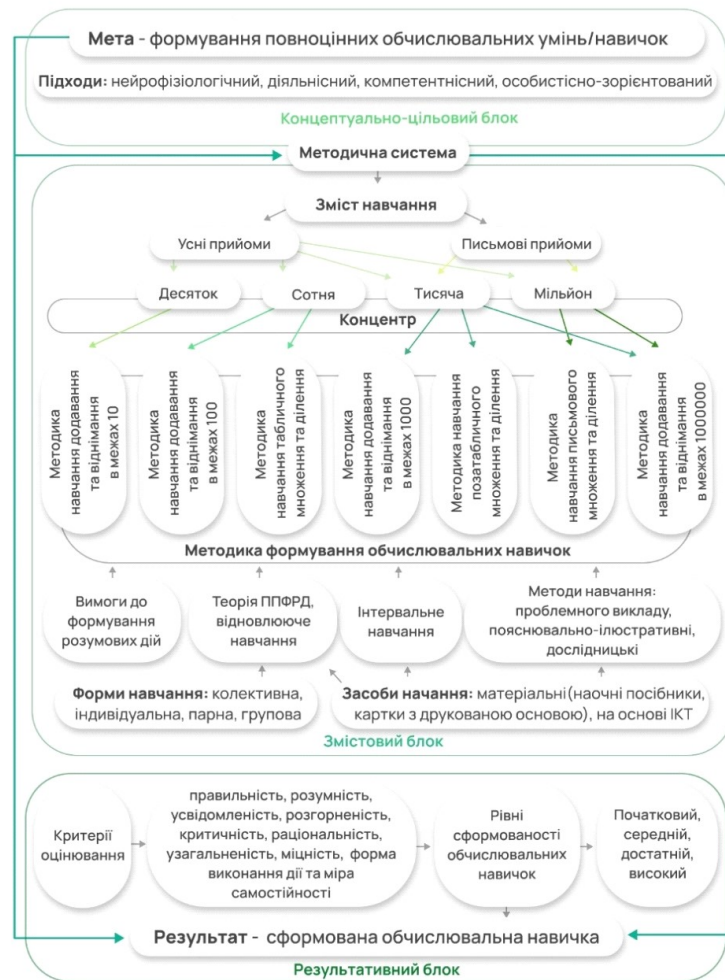 Мета - формування повноцінних обчислювальних умінь/навичок
Підходи: нейрофізіологічний, діяльнісний, компетентнісний, особистісно-зорієнтований
Концептуально-цільовий блок
Методична система
Зміст навчання
Усні прийоми
Письмові прийоми
Десяток
Сотня
Тисяча
Мільйон
Концентр
Методика
навчання додавання
та віднімання
в межах 10
Методика
навчання додавання
та віднімання
в межах 100
Методика
навчання табличного
множення та ділення
Методика
навчання додавання
та віднімання
в межах 1000
Методика навчання
позатабличного
множення та ділення
Методика
навчання письмового
множення та ділення
Методика
навчання додавання
та віднімання
в межах 1000000
Методика формування обчислювальних навичок
Вимоги до
формування
розумових дій
Теорія ППФРД,
відновлююче
навчання
Інтервальне
навчання
Методи навчання:
проблемного викладу,
пояснювально-ілюстративні,
дослідницькі
Форми навчання: колективна,
індивідуальна, парна, групова
Засоби начання: матеріальні(наочні посібники,
картки з друкованою основою), на основі ІКТ
Змістовий блок
Критерії
оцінювання
правильність, розумність,
усвідомленість, розгорненість,
критичність, раціональність,
узагальненість, міцність, форма
виконання дії та міра
самостійності
Рівні
сформованості
обчислювальних
навичок
Початковий,
середній,
достатній,
високий
Результат - сформована обчислювальна навичка
Результативний блок